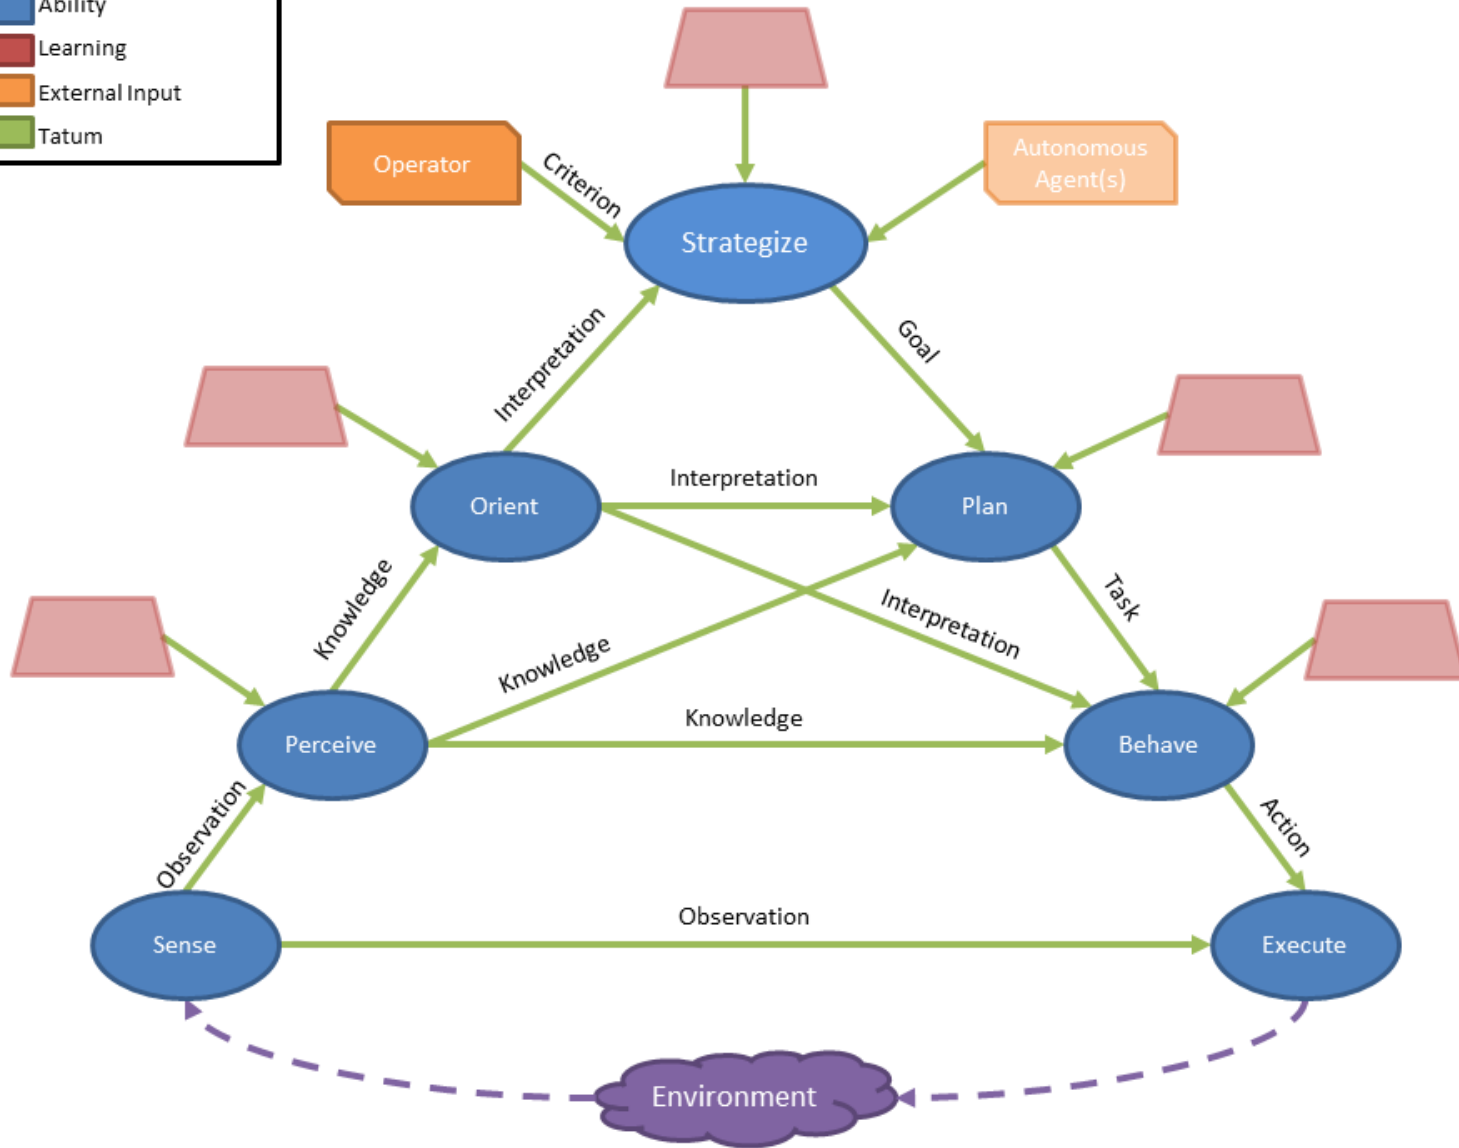 Ability
Learning
External Input
Tatum
Operator
Criterion
Autonomous
Agent(s)
Strategize
Interpretation
Goal
Orient
Interpretation
Plan
Knowledge
Interpretation
Task
Knowledge
Perceive
Knowledge
Behave
Observation
Action
Sense
Observation
Execute
Environment